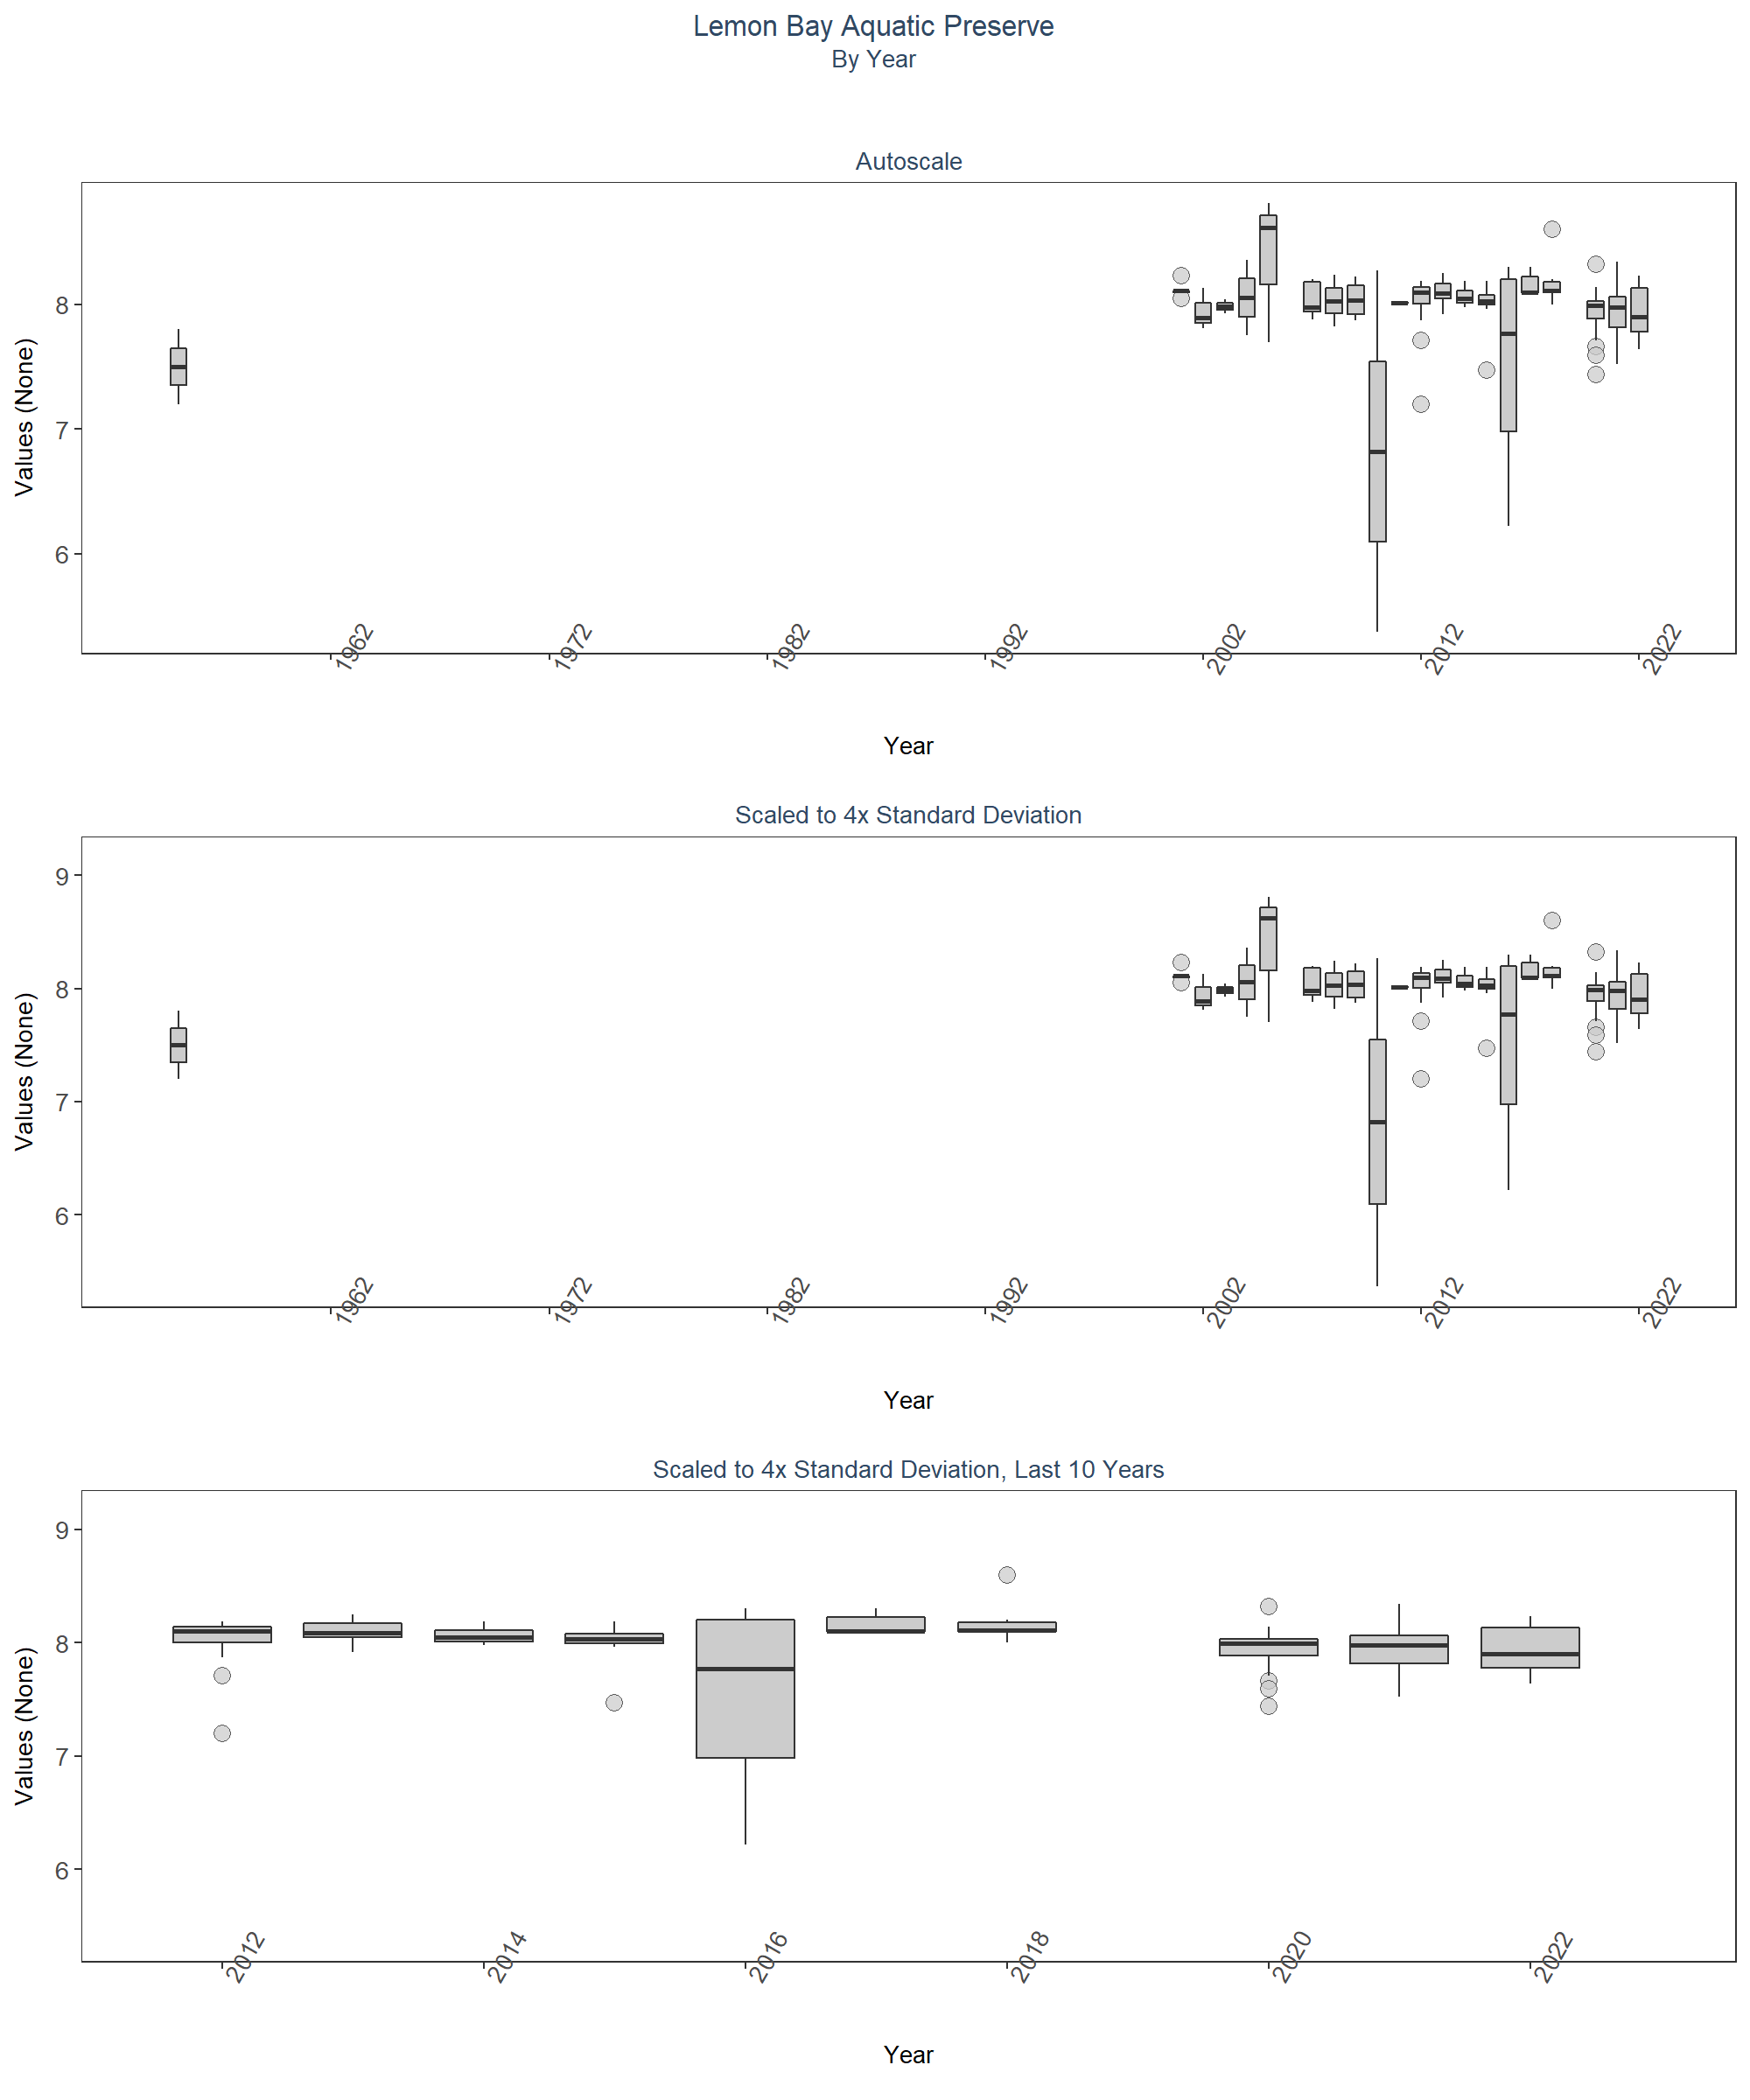 Lemon Bay Aquatic Preserve
By Year
Autoscale
Values (None)
8
7
6
1962 1972 1982 1992 2002 2012 2022
Year
Scaled to 4x Standard Deviation
Values (None)
9
8
7
6
1962 1972 1982 1992 2002 2012 2022
Year
Scaled to 4x Standard Deviation, Last 10 Years
Values (None)
9
8
7
6
2012 2014 2016 2018 2020 2022
Year